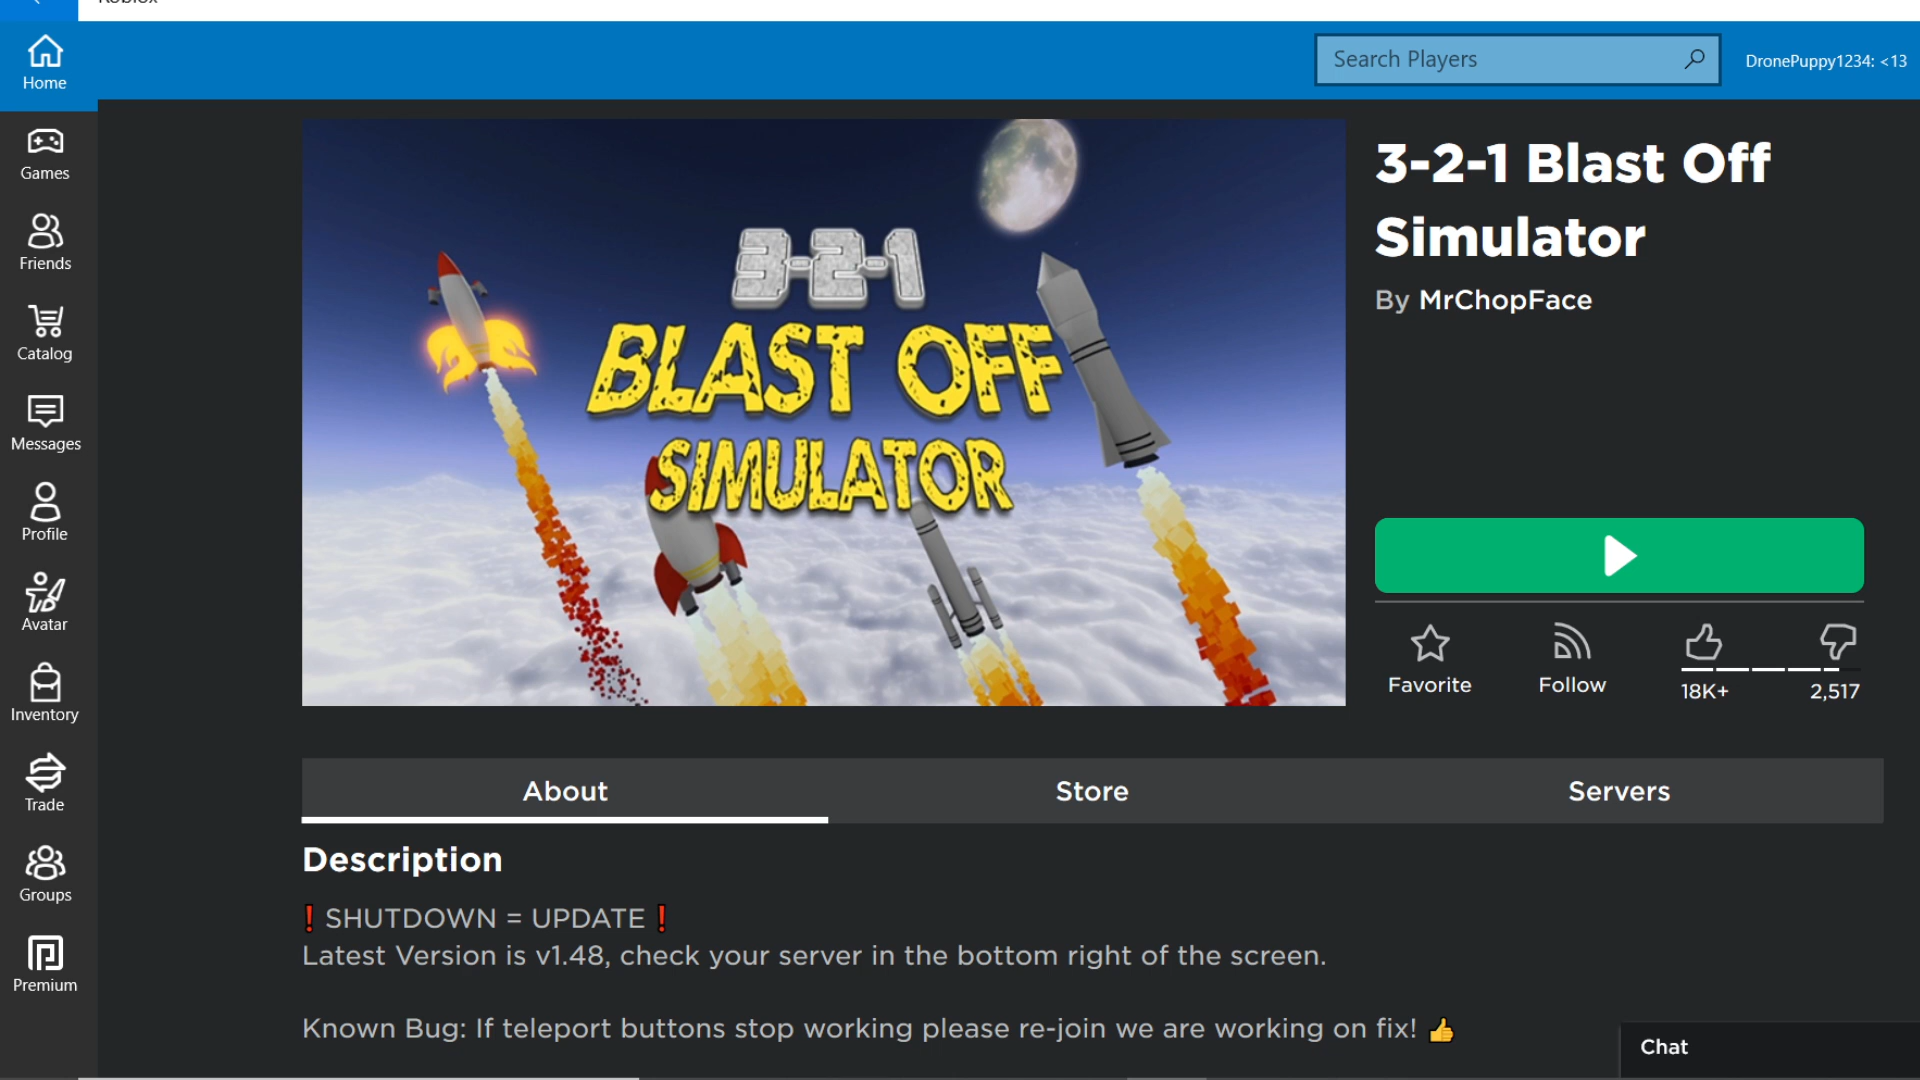 Roblox
Home
Search Players
DronePuppy1234: <13
Games
Friends
Catalog
Messages
Profile
Avatar
Inventory
Trade
Groups
Premium
3-2-1
BLAST OFF
SIMULATOR
3-2-1 Blast Off
Simulator
By MrChopFace
Favorite
Follow
18K+
2,517
About
Store
Servers
Description
❗ SHUTDOWN = UPDATE ❗
Latest Version is v1.48, check your server in the bottom right of the screen.
Known Bug: If teleport buttons stop working please re-join we are working on fix! 👍
Chat